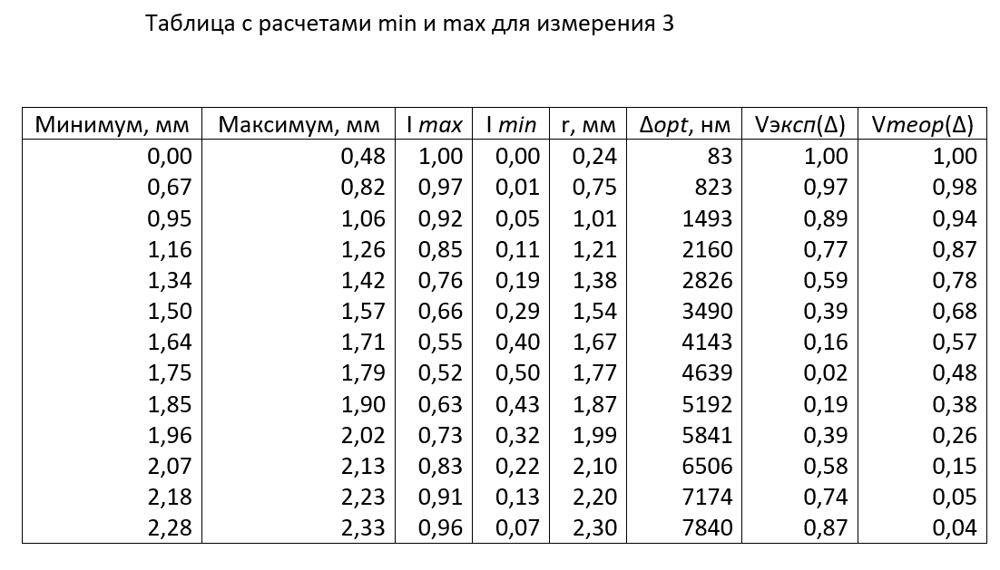 Таблица с расчетами min и max для измерения 3
Минимум, мм Максимум, мм I max I min r, мм Δopt, нм Vэксп(Δ) Vтеор(Δ)
0,00 0,48 1,00 0,00 0,24 83 1,00 1,00
0,67 0,82 0,97 0,01 0,75 823 0,97 0,98
0,95 1,06 0,92 0,05 1,01 1493 0,89 0,94
1,16 1,26 0,85 0,11 1,21 2160 0,77 0,87
1,34 1,42 0,76 0,19 1,38 2826 0,59 0,78
1,50 1,57 0,66 0,29 1,54 3490 0,39 0,68
1,64 1,71 0,55 0,40 1,67 4143 0,16 0,57
1,75 1,79 0,52 0,50 1,77 4639 0,02 0,48
1,85 1,90 0,63 0,43 1,87 5192 0,19 0,38
1,96 2,02 0,73 0,32 1,99 5841 0,39 0,26
2,07 2,13 0,83 0,22 2,10 6506 0,58 0,15
2,18 2,23 0,91 0,13 2,20 7174 0,74 0,05
2,28 2,33 0,96 0,07 2,30 7840 0,87 0,04